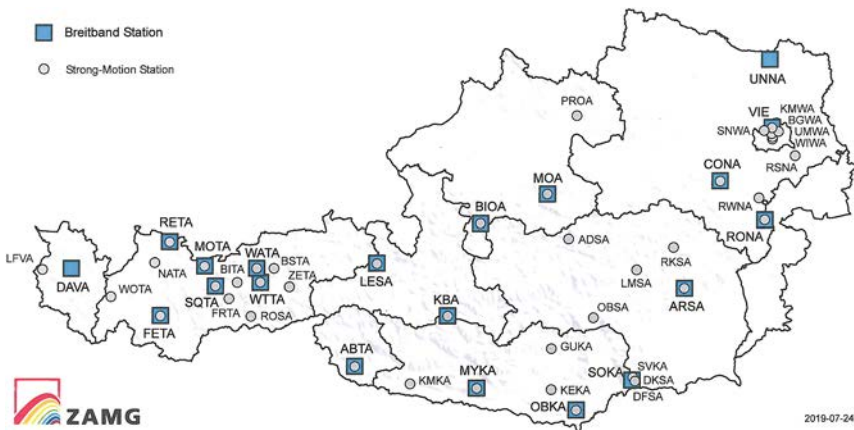 Breitband Station
Strong-Motion Station
UNNA
PROA
VIE
KMWA
BGWA
SNWA
UMWA
WIWA
RSNA
CONA
MOA
RWNA
BIOA
RONA
RETA
ADSA
MOTA
WATA
BSTA
RKSA
LFVA
NATA
BITA
ZETA
LESA
LMSA
DAVA
WOTA
SQTA
WTTA
ARSA
FRTA
ROSA
KBA
OBSA
FETA
GUKA
ABTA
SVKA
KMKA
MYKA
KEKA
SOKA
DKSA
DFSA
OBKA
ZAMG
2019-07-24